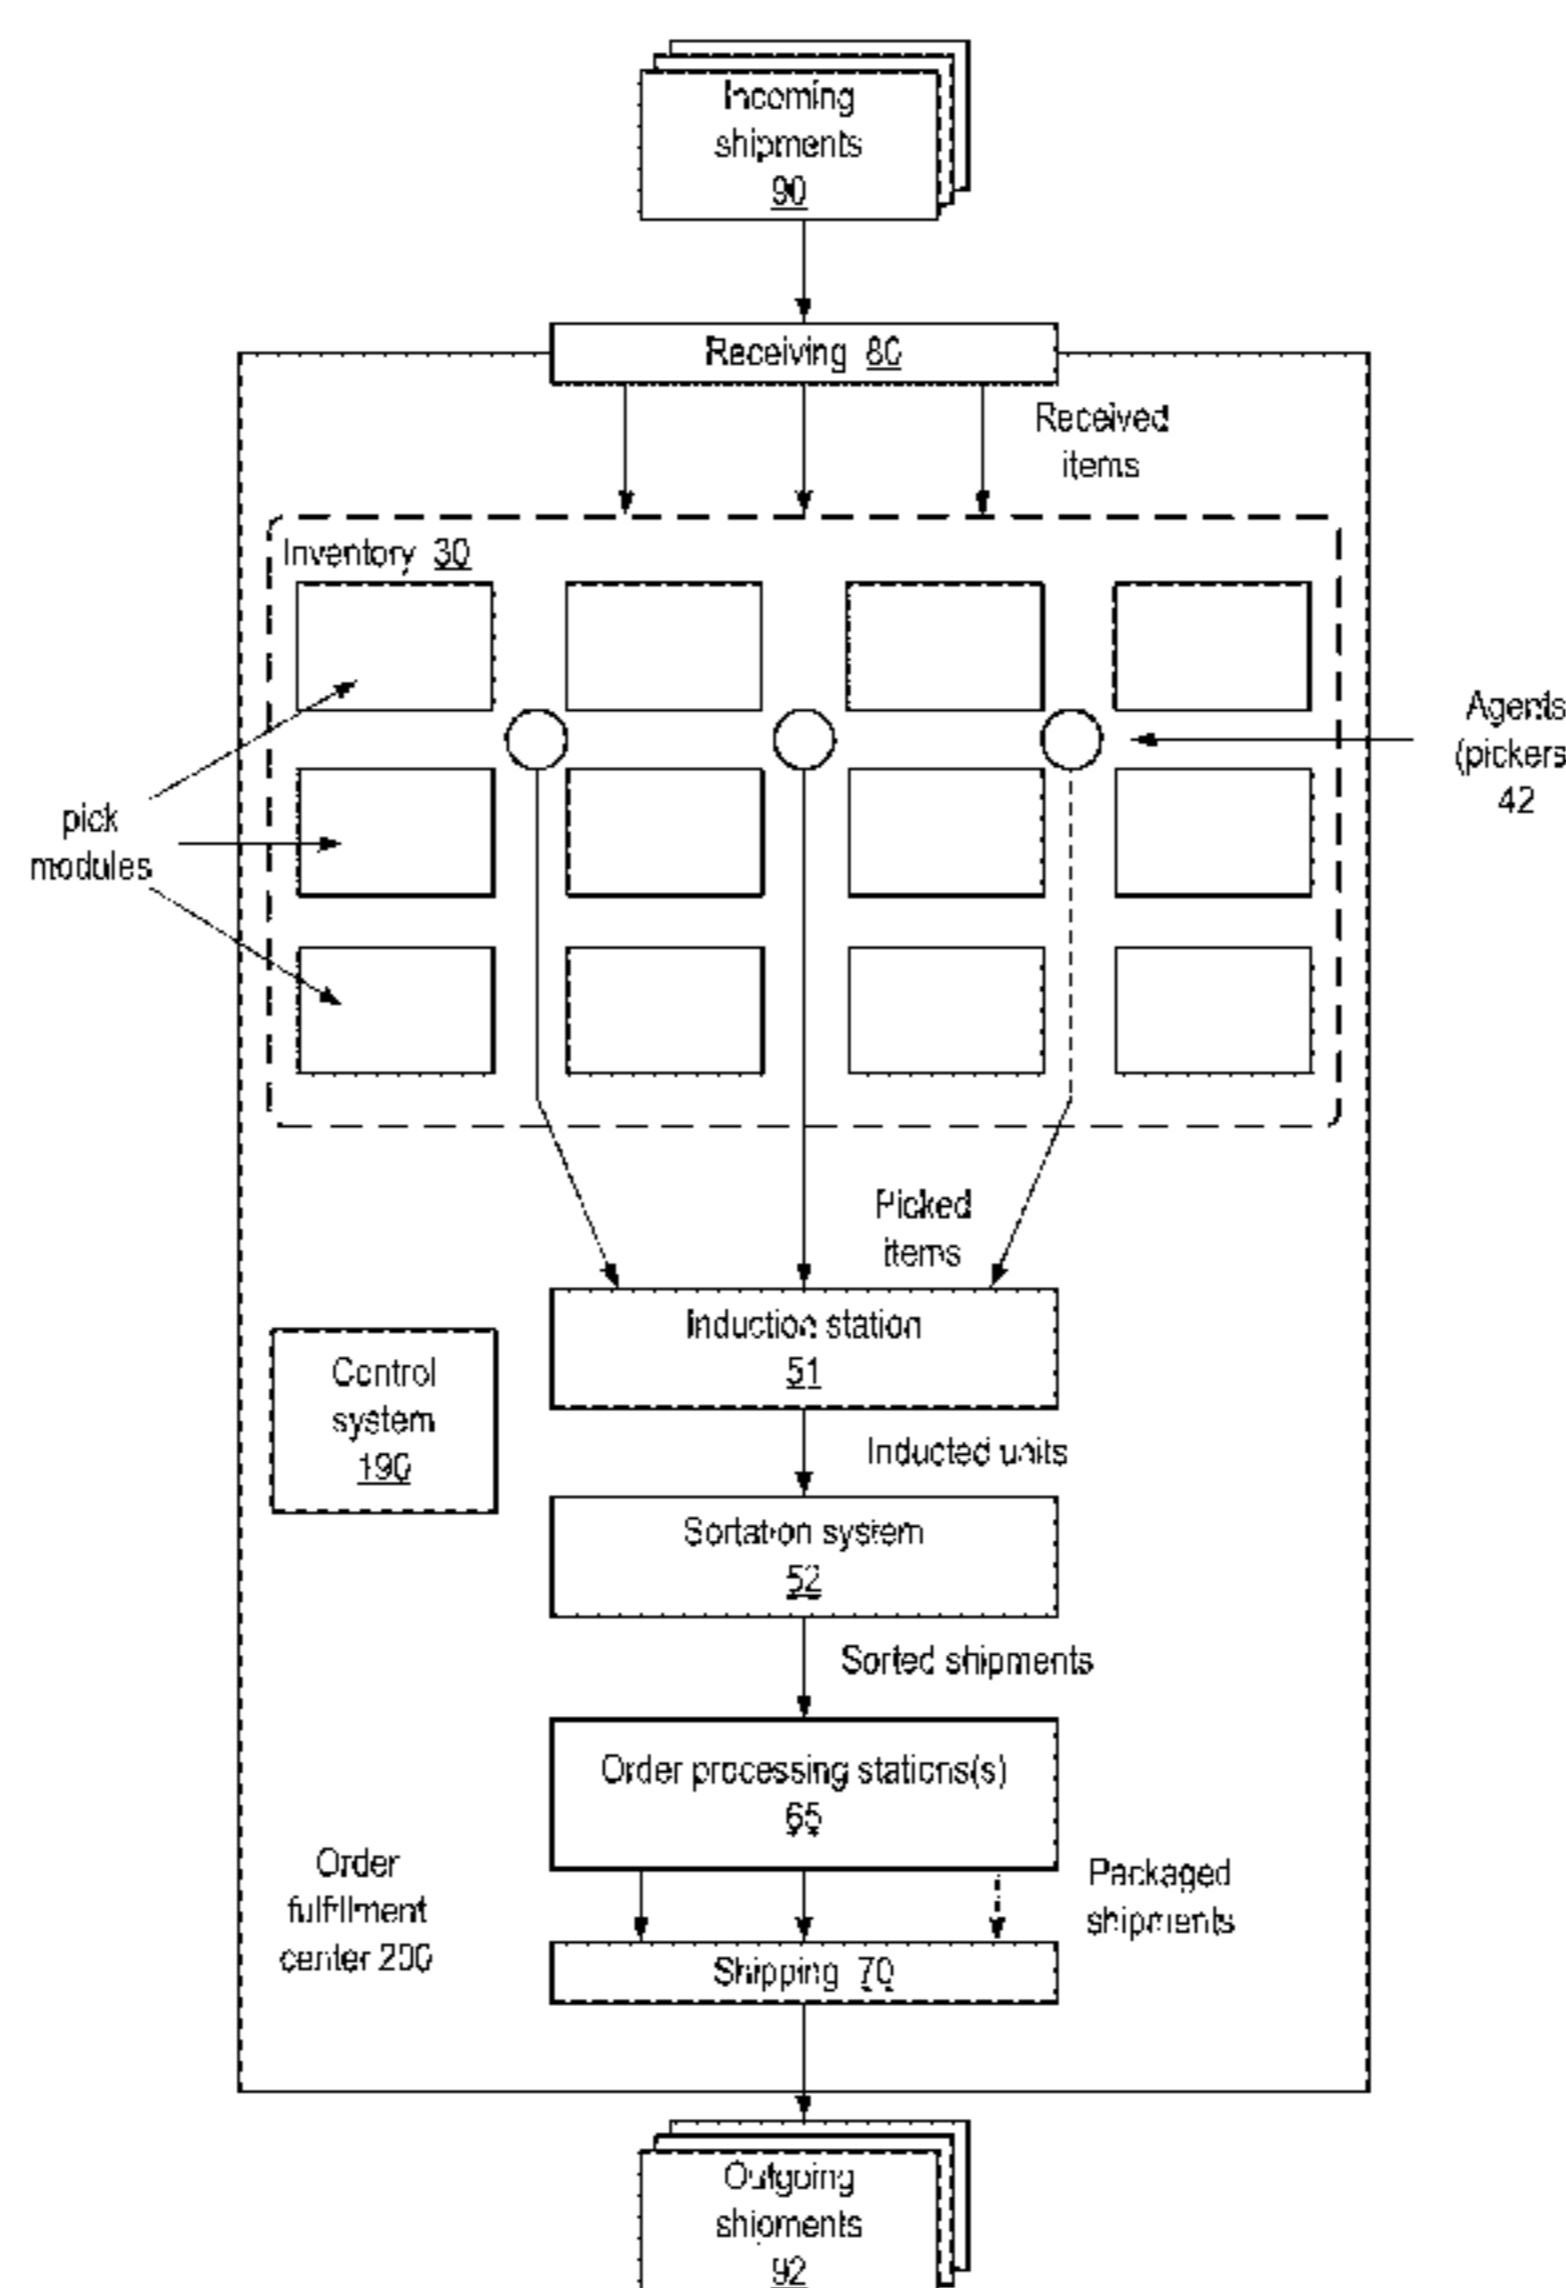 Incoming
shipments
90
Receiving 80
Received
items
Inventory 30
Agents
(pickers
42
pick
modules
Picked
items
Induction station
51
Control
system
190
Inducted units
Sortation system
52
Sorted shipments
Order processing stations(s)
65
Order
fulfillment
center 200
Packaged
shipments
Shipping 70
Outgoing
shipments
92